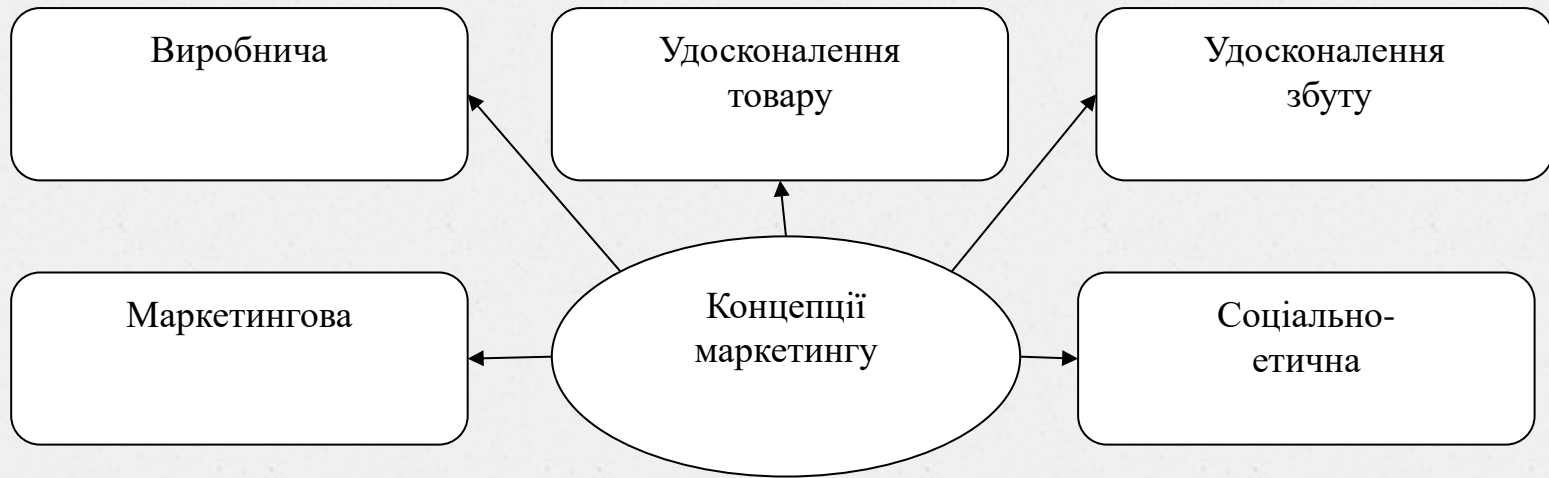 Виробнича
Удосконалення
товару
Удосконалення
збуту
Маркетингова
Концепції
маркетингу
Соціально-
етична